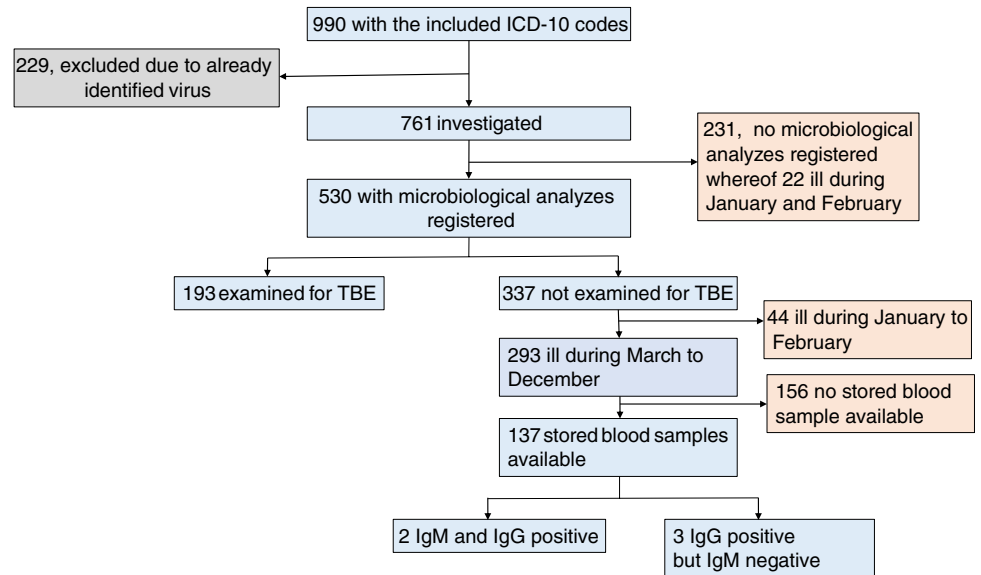 990 with the included ICD-10 codes
229, excluded due to already
identified virus
761 investigated
231, no microbiological
analyzes registered
whereof 22 ill during
January and February
530 with microbiological analyzes
registered
193 examined for TBE
337 not examined for TBE
44 ill during January to
February
293 ill during March to
December
156 no stored blood
sample available
137 stored blood samples
available
2 IgM and IgG positive
3 IgG positive
but IgM negative